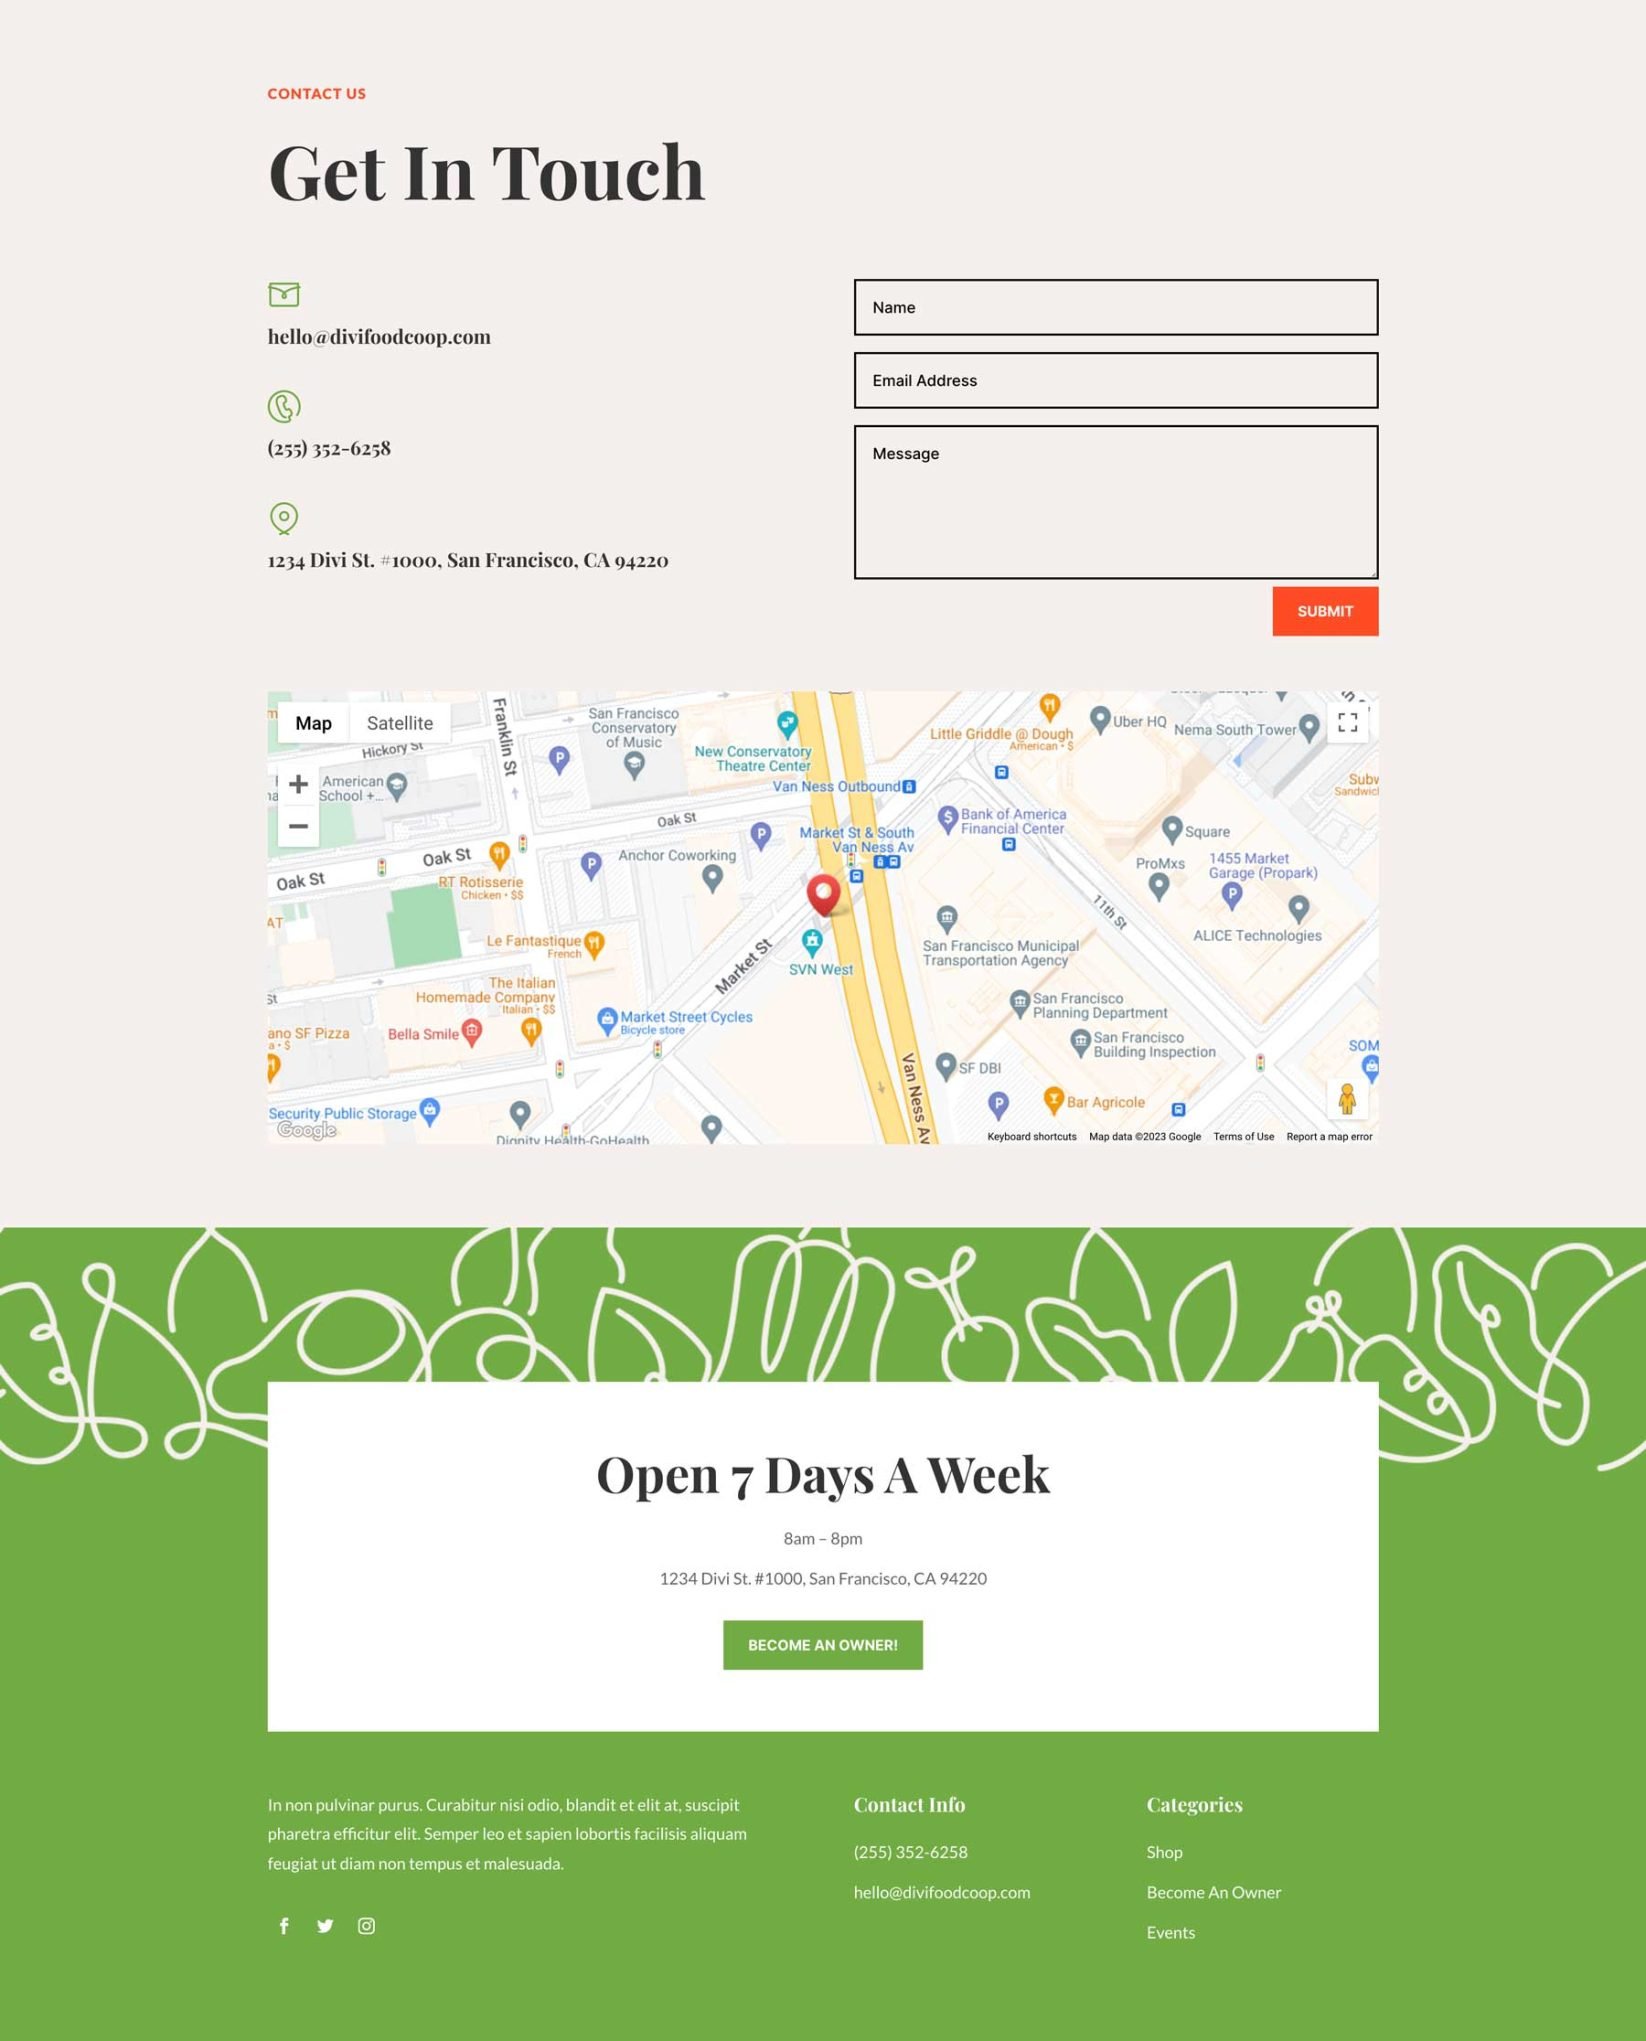 CONTACT US
Get In Touch
hello@divifoodcoop.com
(255) 352-6258
1234 Divi St. #1000, San Francisco, CA 94220
Name
Email Address
Message
SUBMIT
Map
Satellite
Hickory St
Franklin St
San Francisco
Conservatory
of Music
New Conservatory
Theatre Center
Van Ness Outbound
Little Griddle @ Dough
American • $
Uber HQ
Nema South Tower
American
School +...
Oak St
Market St & South
Van Ness Av
Bank of America
Financial Center
Square
Oak St
Anchor Coworking
ProMxs
1455 Market
Garage (Propark)
Oak St
RT Rotisserie
Chicken • $$
11th St
Le Fantastique
French
Market St
SVN West
San Francisco Municipal
Transportation Agency
ALICE Technologies
The Italian
Homemade Company
Italian • $$
Market Street Cycles
Bicycle store
San Francisco
Planning Department
ano SF Pizza
Bella Smile
San Francisco
Building Inspection
SOM
SF DBI
Van Ness Av
Bar Agricole
Security Public Storage
Google
Dignity Health-GoHealth
Keyboard shortcuts
Map data ©2023 Google
Terms of Use
Report a map error
Open 7 Days A Week
8am – 8pm
1234 Divi St. #1000, San Francisco, CA 94220
BECOME AN OWNER!
In non pulvinar purus. Curabitur nisi odio, blandit et elit at, suscipit
pharetra efficitur elit. Semper leo et sapien lobortis facilisis aliquam
feugiat ut diam non tempus et malesuada.
Contact Info
(255) 352-6258
hello@divifoodcoop.com
Categories
Shop
Become An Owner
Events